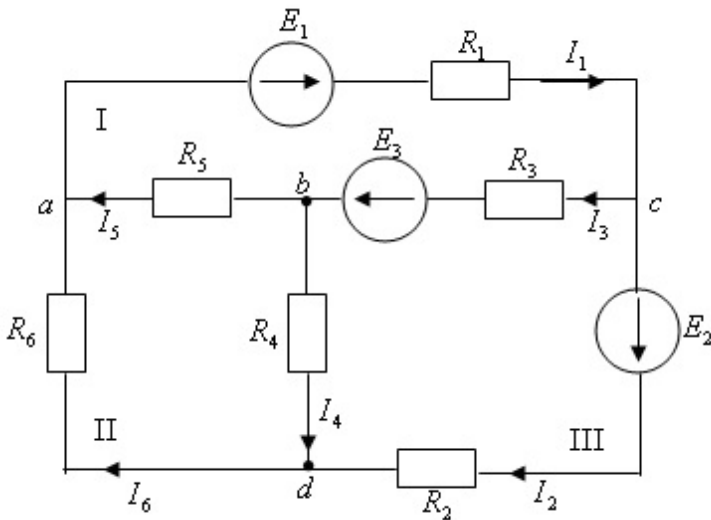 E₁
R₁
I₁
I
R₅
b
E₃
R₃
a
I₅
I₃
c
R₆
R₄
E₂
II
I₄
III
I₆
d
R₂
I₂